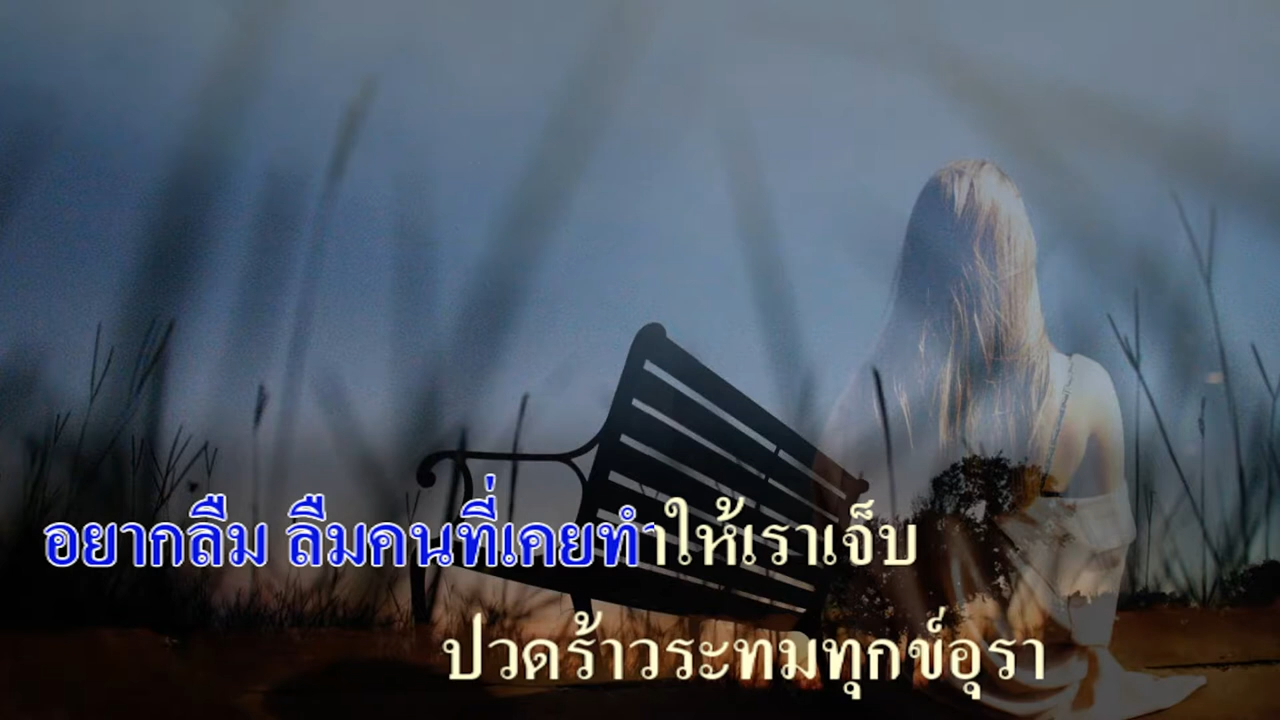 อยากลืม ลืมคนที่เคยทำให้เราเจ็บ
ปวดร้าวระทมทุกข์อุรา